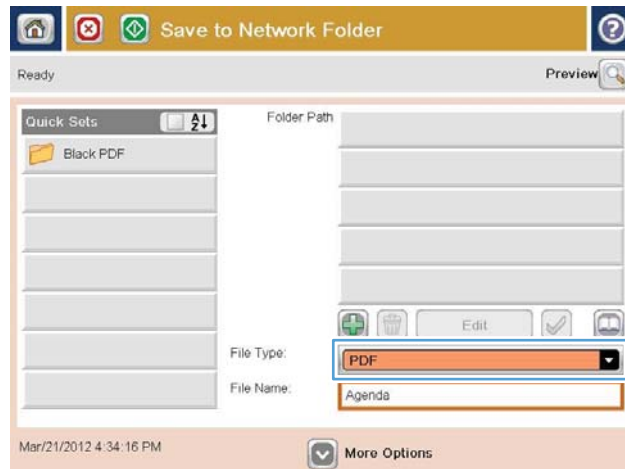 Save to Network Folder
Ready
Preview
Quick Sets
Folder Path
Black PDF
Edit
File Type:
PDF
File Name:
Agenda
Mar/21/2012 4:34:16 PM
More Options